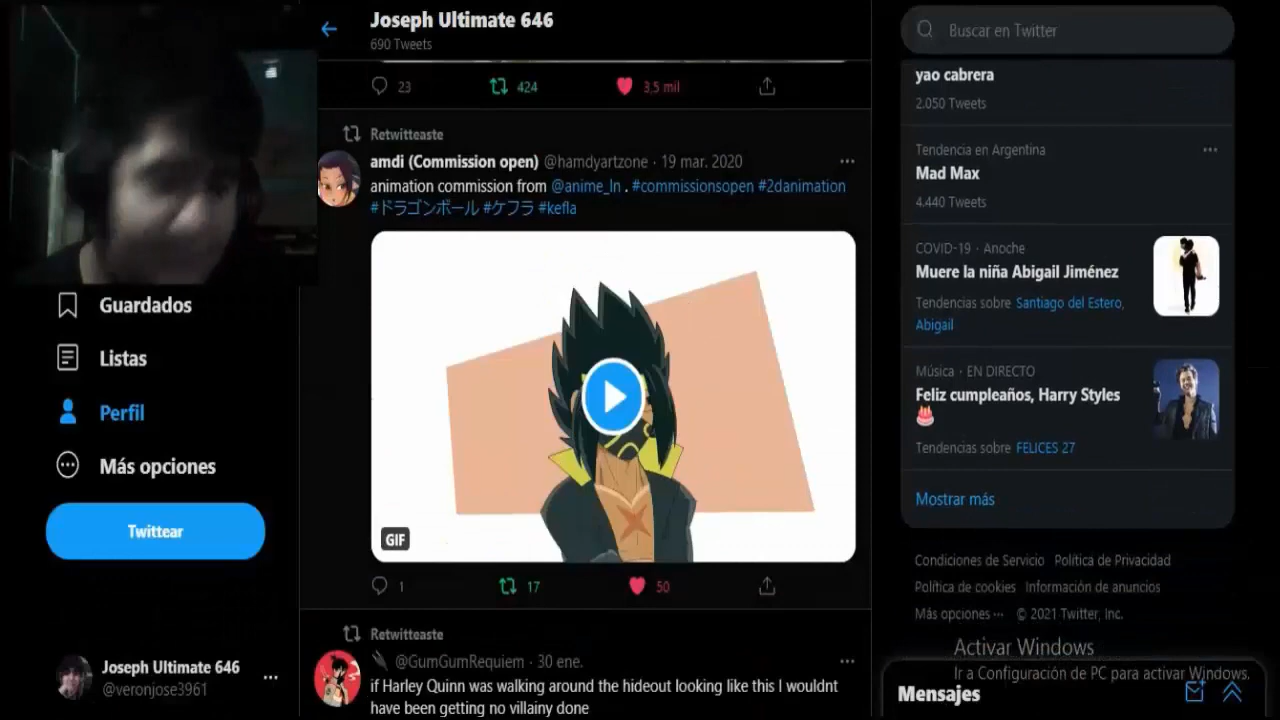 Joseph Ultimate 646
690 Tweets
23
424
3,5 mil
Retwitteaste
amdi (Commission open) @hamdyartzone · 19 mar. 2020
animation commission from @anime_ln . #commissionsopen #2danimation
#ドラゴンボール #ケフラ #kefla
GIF
1
17
50
Retwitteaste
@GumGumRequiem · 30 ene.
if Harley Quinn was walking around the hideout looking like this I wouldnt
have been getting no villainy done
Guardados
Listas
Perfil
Más opciones
Twittear
Joseph Ultimate 646
@veronjose3961
Buscar en Twitter
yao cabrera
2.050 Tweets
Tendencia en Argentina
Mad Max
4.440 Tweets
COVID-19 · Anoche
Muere la niña Abigail Jiménez
Tendencias sobre Santiago del Estero,
Abigail
Música · EN DIRECTO
Feliz cumpleaños, Harry Styles
Tendencias sobre FELICES 27
Mostrar más
Condiciones de Servicio Política de Privacidad
Política de cookies Información de anuncios
Más opciones ··· © 2021 Twitter, Inc.
Activar Windows
Ir a Configuración de PC para activar Windows.
Mensajes